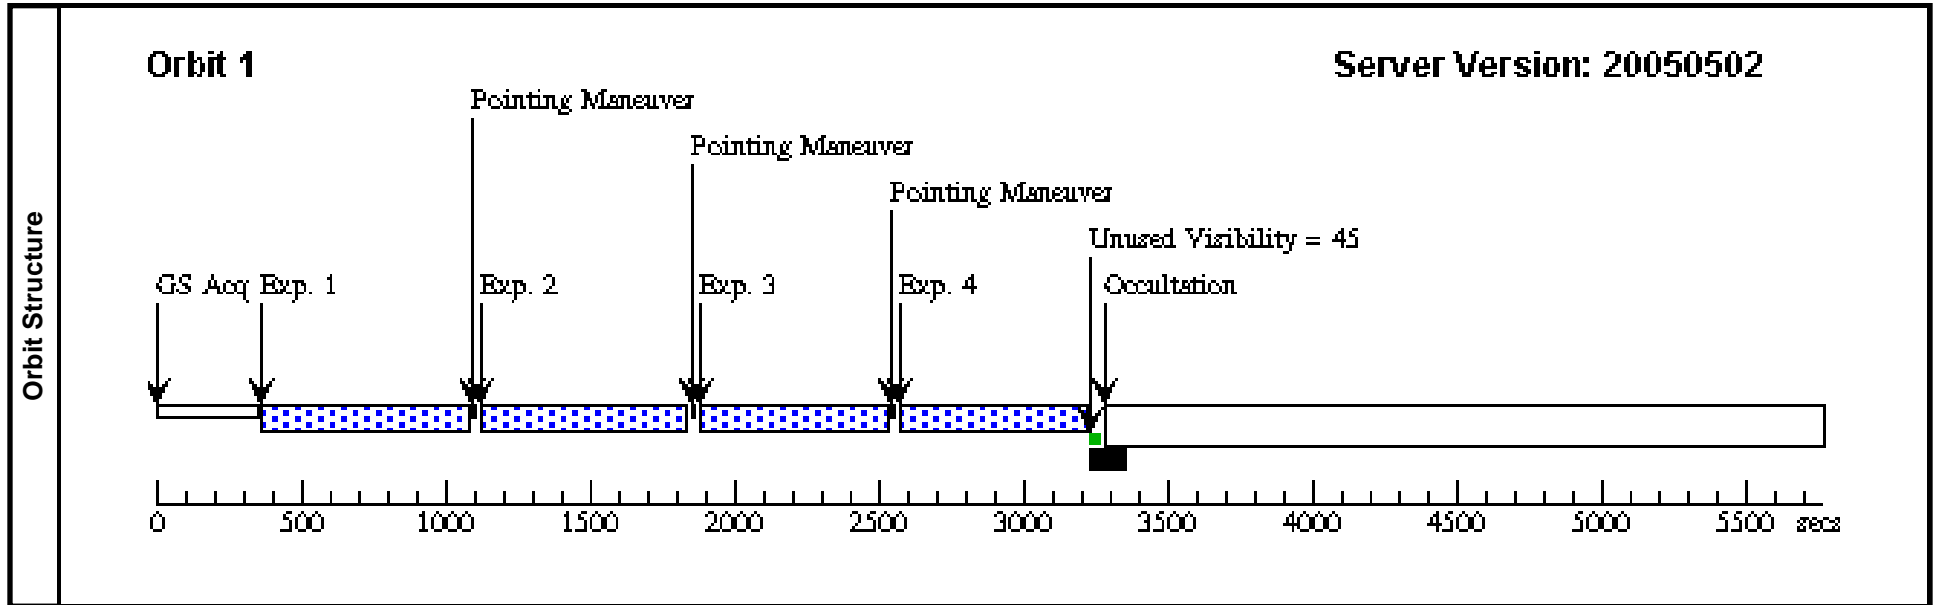 Orbit Structure
Orbit 1
Server Version: 20050502
Pointing Maneuver
Pointing Maneuver
Pointing Maneuver
Unused Visibility = 45
GS Acq Exp. 1 Exp. 2 Exp. 3 Exp. 4 Occultation
0 500 1000 1500 2000 2500 3000 3500 4000 4500 5000 5500 secs